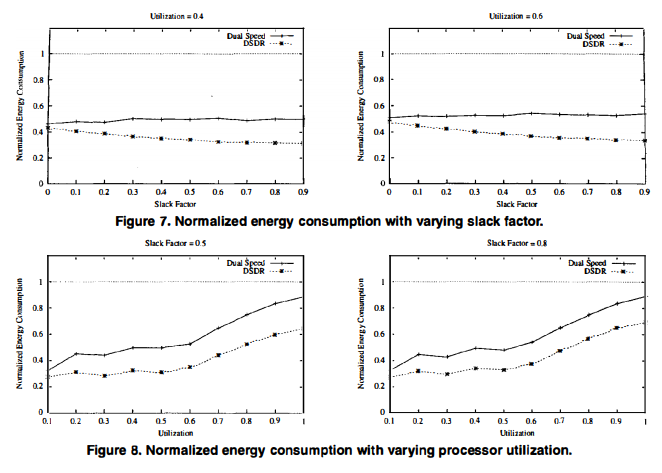 Utilization = 0.4
Dual Speed
DSDR
Normalized Energy Consumption
1
0.8
0.6
0.4
0.2
0
0 0.1 0.2 0.3 0.4 0.5 0.6 0.7 0.8 0.9
Slack Factor
Utilization = 0.6
Dual Speed
DSDR
Normalized Energy Consumption
1
0.8
0.6
0.4
0.2
0
0 0.1 0.2 0.3 0.4 0.5 0.6 0.7 0.8 0.9
Slack Factor
Figure 7. Normalized energy consumption with varying slack factor.
Slack Factor = 0.5
Dual Speed
DSDR
Normalized Energy Consumption
1
0.8
0.6
0.4
0.2
0
0.1 0.2 0.3 0.4 0.5 0.6 0.7 0.8 0.9 1
Utilization
Slack Factor = 0.8
Dual Speed
DSDR
Normalized Energy Consumption
1
0.8
0.6
0.4
0.2
0
0.1 0.2 0.3 0.4 0.5 0.6 0.7 0.8 0.9 1
Utilization
Figure 8. Normalized energy consumption with varying processor utilization.